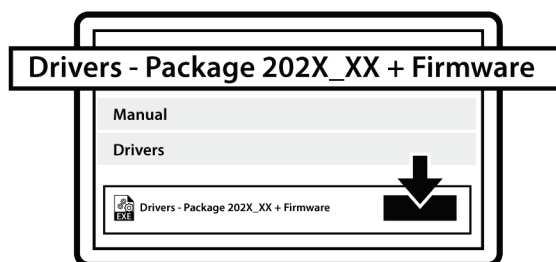 Drivers - Package 202X_XX + Firmware
Manual
Drivers
EXE Drivers - Package 202X_XX + Firmware